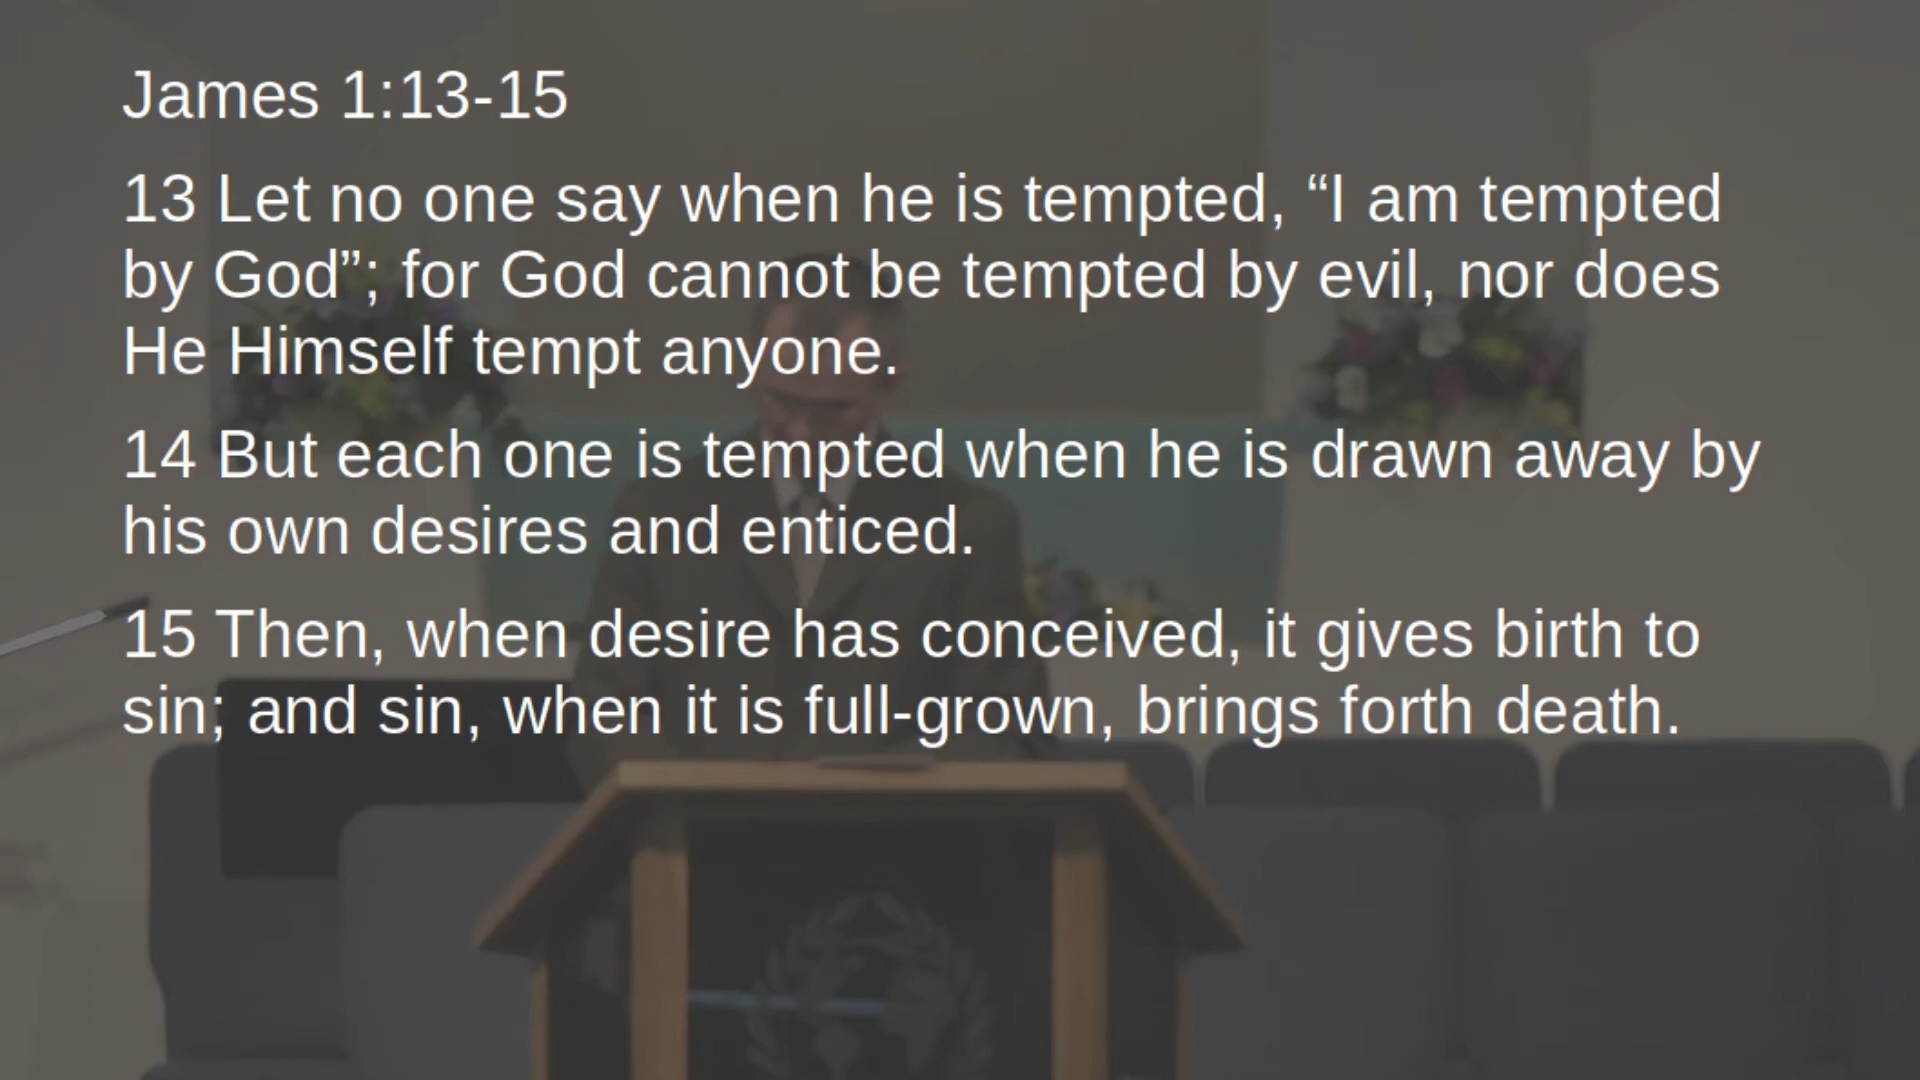 James 1:13-15
13 Let no one say when he is tempted, “I am tempted
by God”; for God cannot be tempted by evil, nor does
He Himself tempt anyone.
14 But each one is tempted when he is drawn away by
his own desires and enticed.
15 Then, when desire has conceived, it gives birth to
sin; and sin, when it is full-grown, brings forth death.